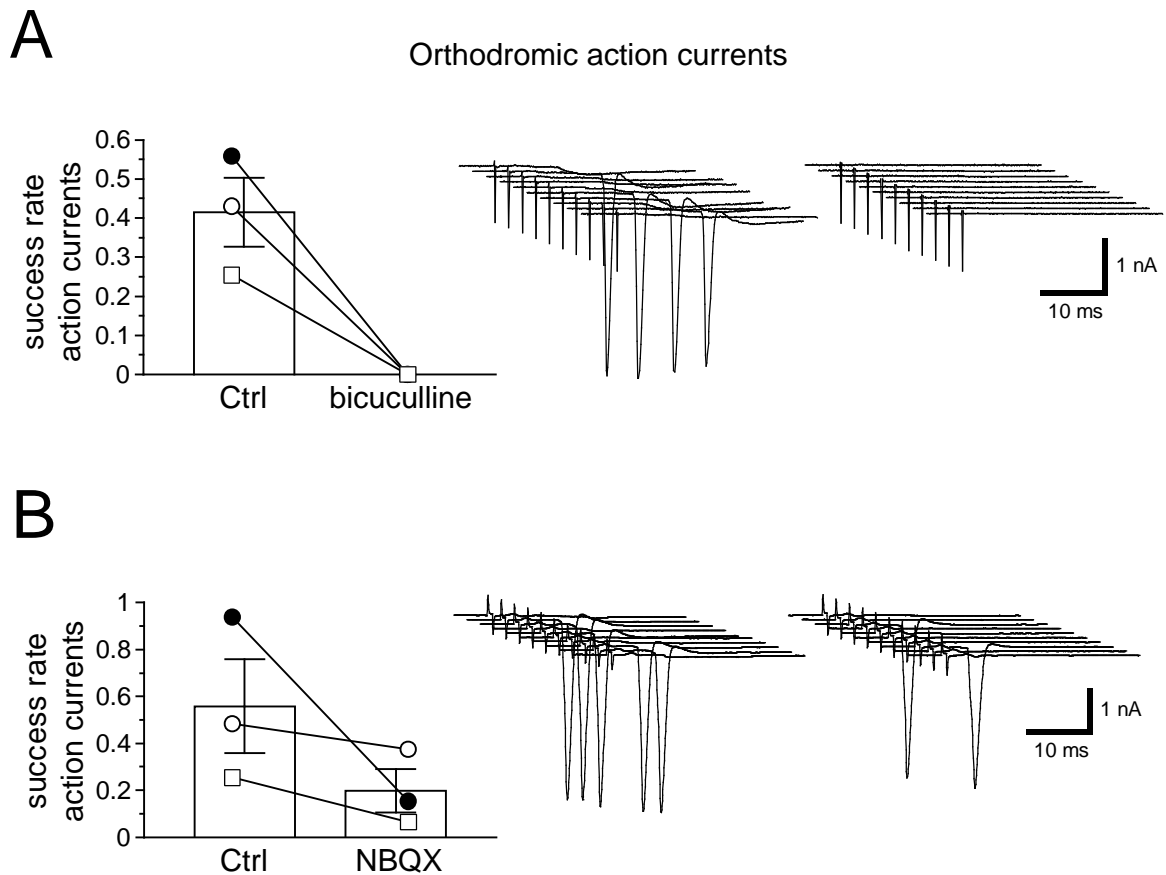 A
Orthodromic action currents
success rate
action currents
0.6
0.5
0.4
0.3
0.2
0.1
0
Ctrl
bicuculline
1 nA
10 ms
B
success rate
action currents
1
0.8
0.6
0.4
0.2
0
Ctrl
NBQX
1 nA
10 ms